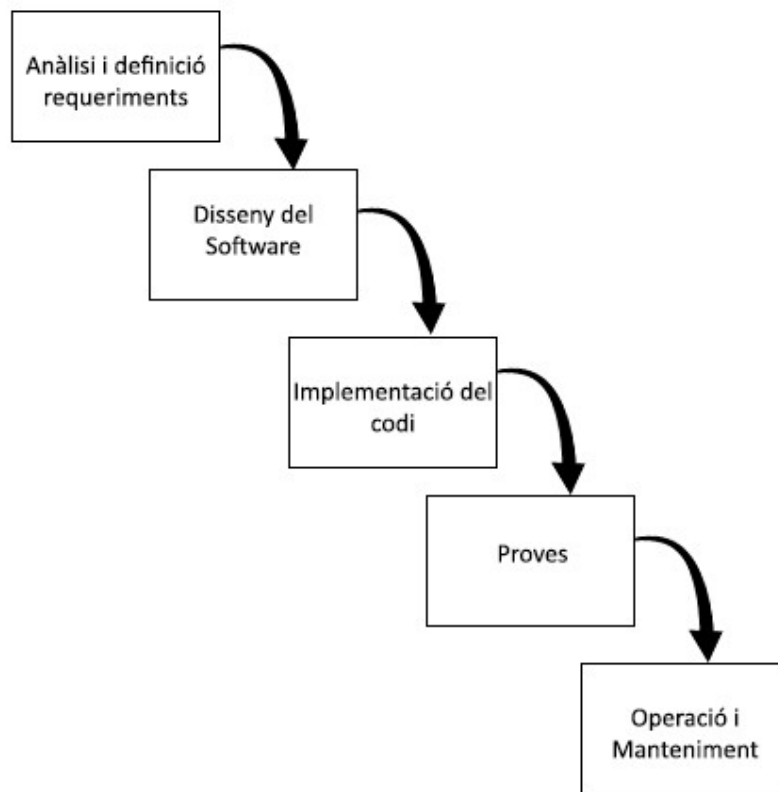 Anàlisi i definició
requeriments
Disseny del
Software
Implementació del
codi
Proves
Operació i
Manteniment